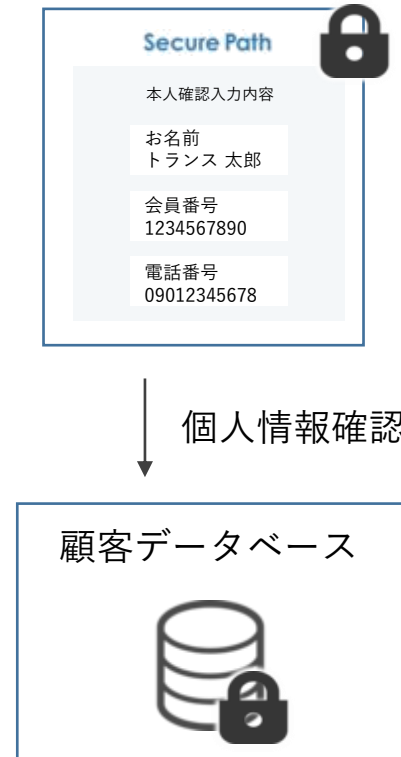 Secure Path
本人確認入力内容
お名前
トランス 太郎
会員番号
1234567890
電話番号
09012345678
個人情報確認
顧客データベース